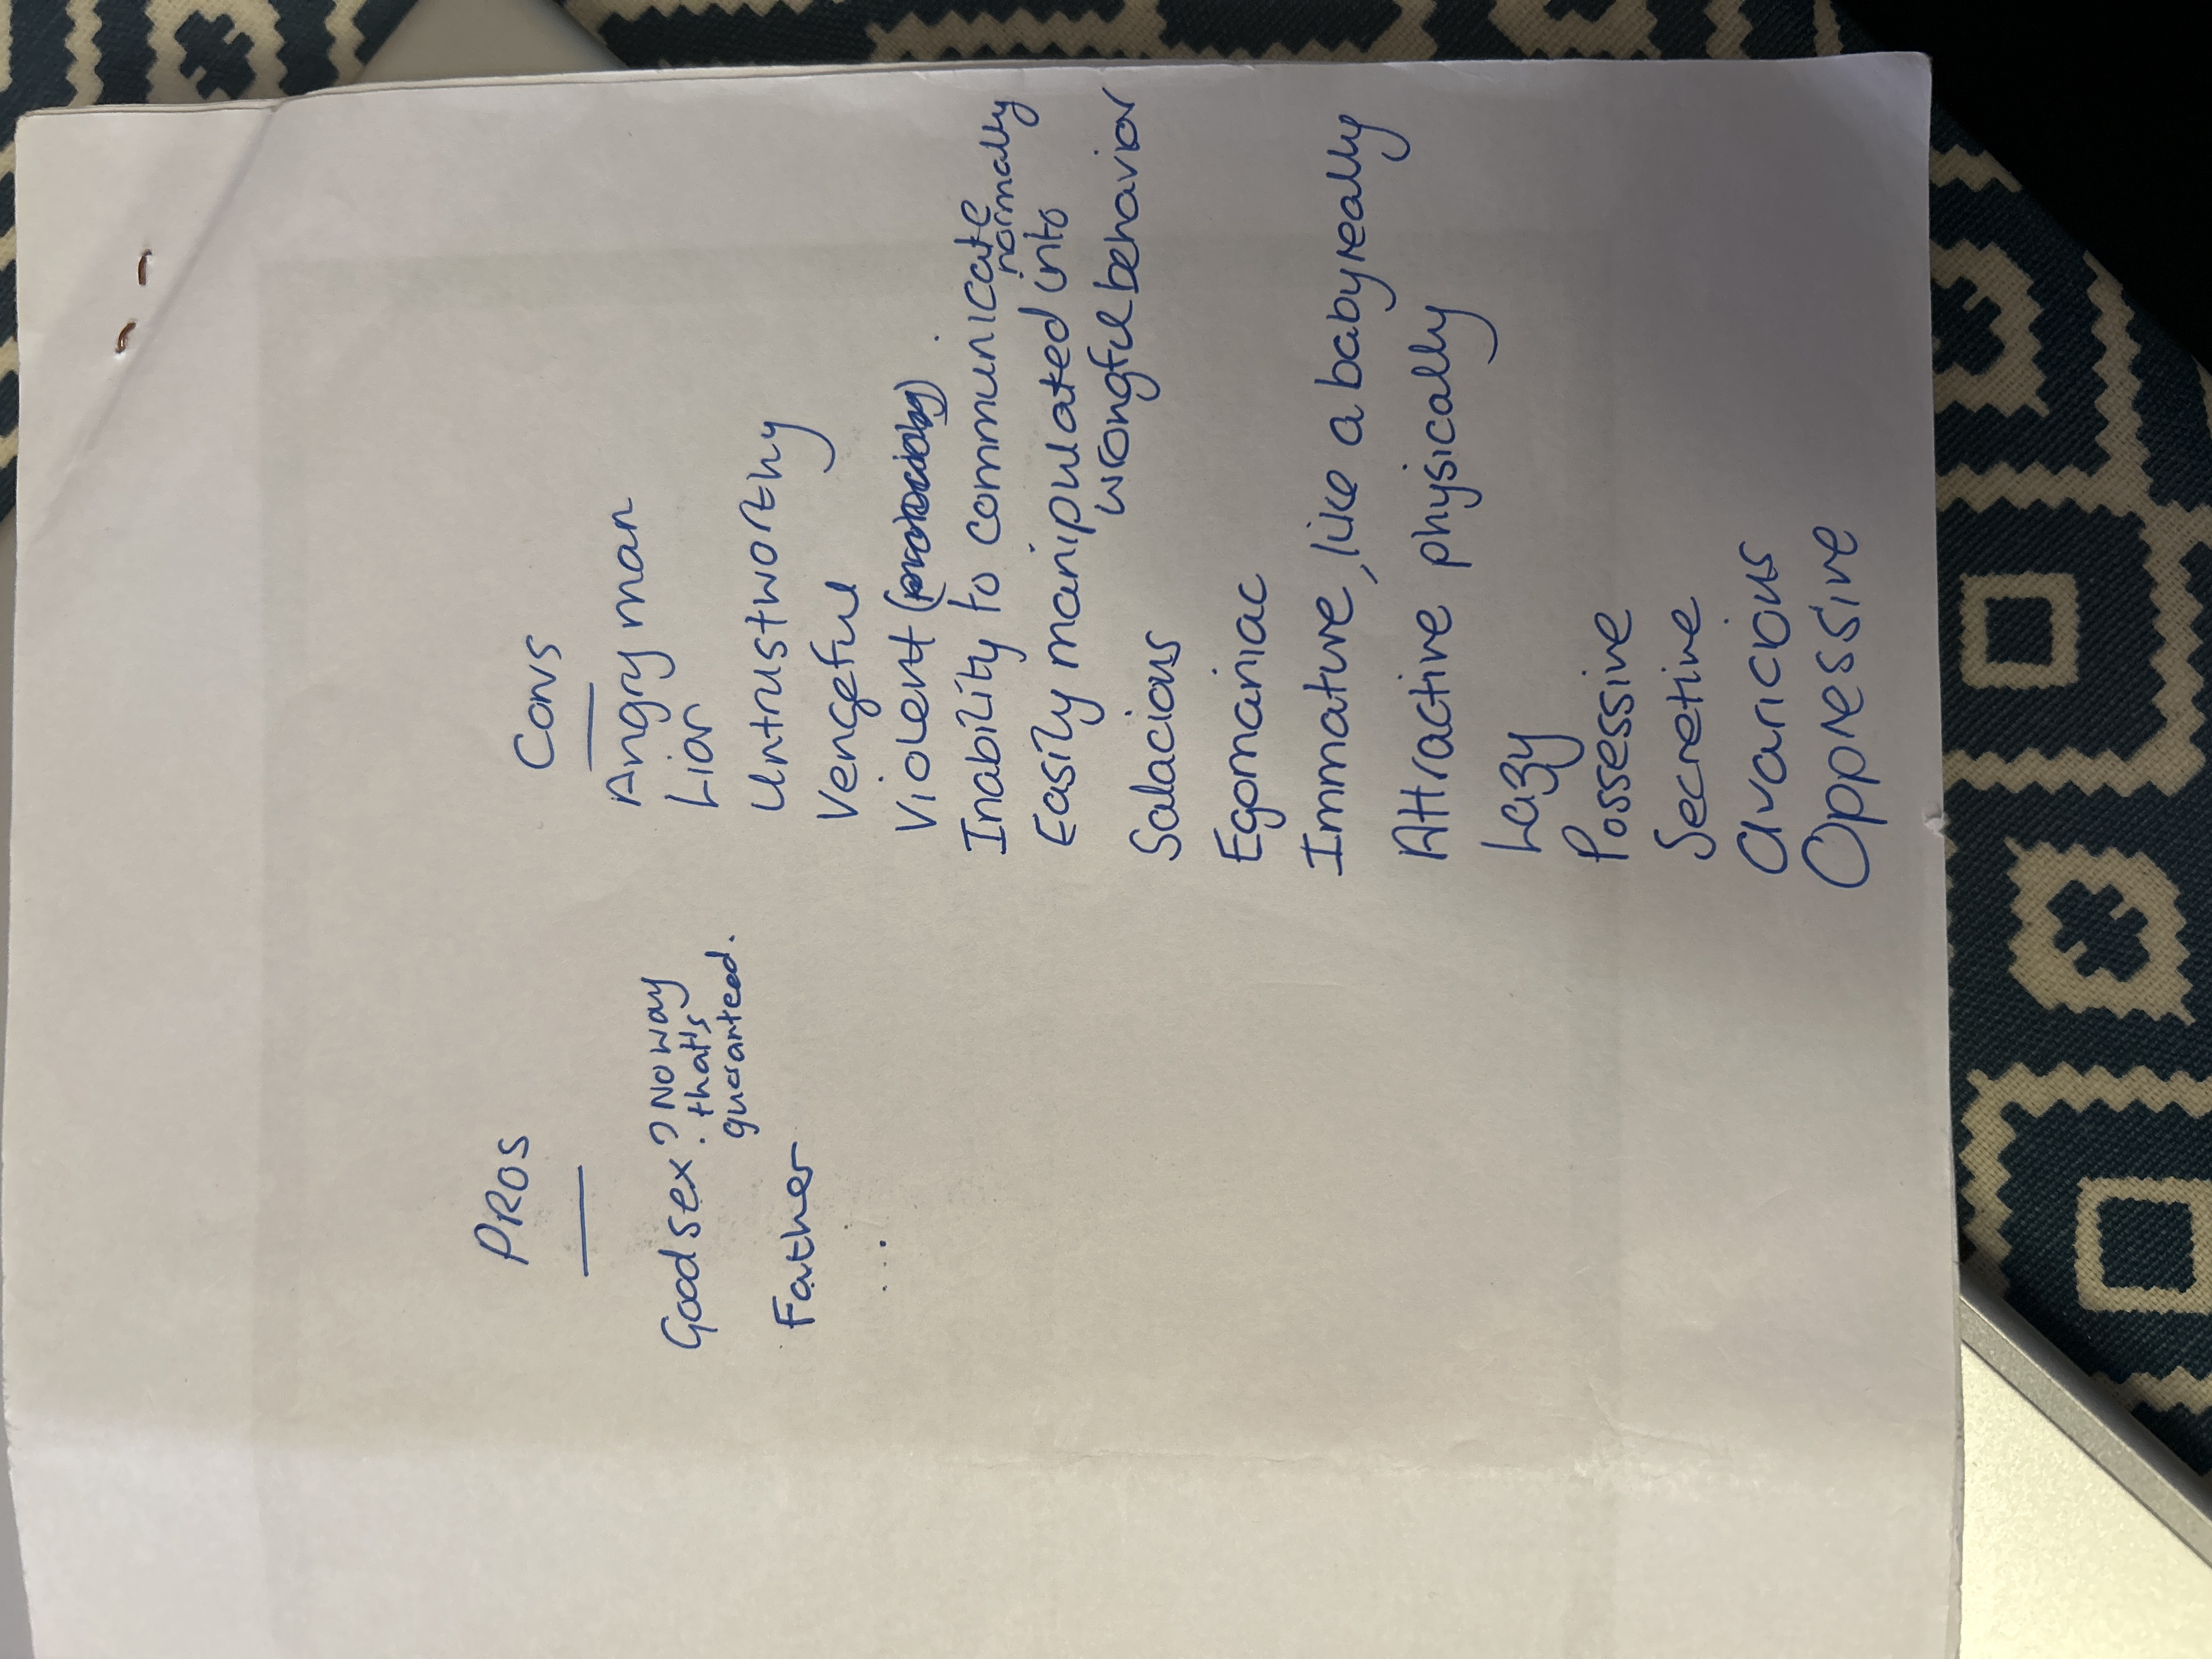 PROS
Good sex? No way
that's
guaranteed.
Father
...
Cons
Angry man
Liar
Untrustworthy
Vengeful
Violent
Inability to communicate
normally
Easily manipulated into
wrongful behavior
Salacious
Egomaniac
Immature, like a baby really
Attractive physically
Lazy
Possessive
Secretive
avaricious
Oppressive